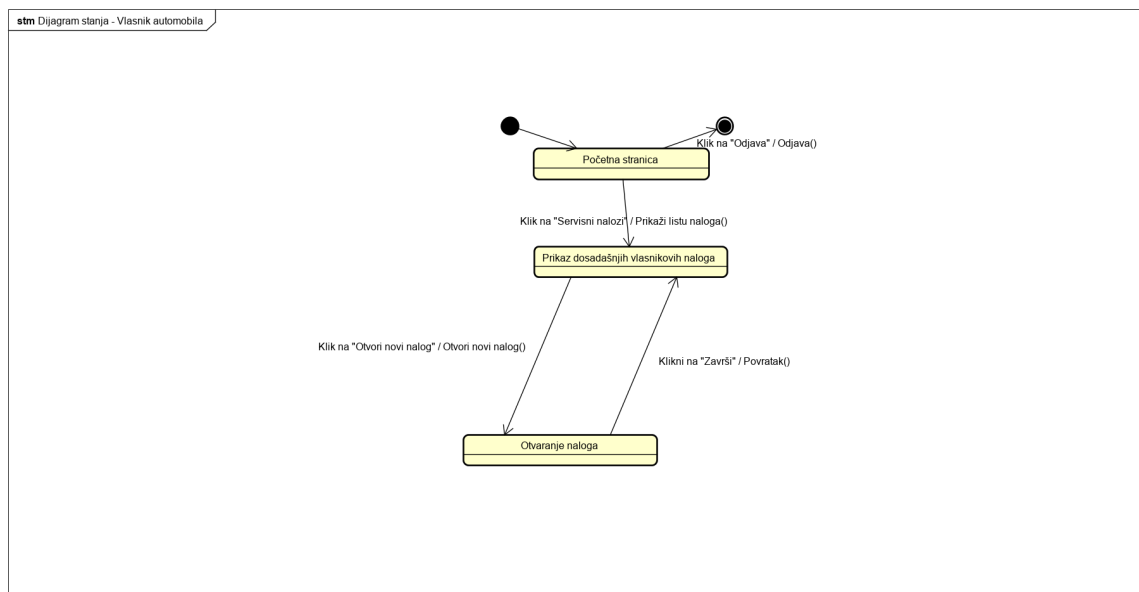 stm Dijagram stanja - Vlasnik automobila
Klik na "Odjava" / Odjava()
Početna stranica
Klik na "Servisni nalozi" / Prikaži listu naloga()
Prikaz dosadašnjih vlasnikovih naloga
Klik na "Otvori novi nalog" / Otvori novi nalog()
Klikni na "Završi" / Povratak()
Otvaranje naloga